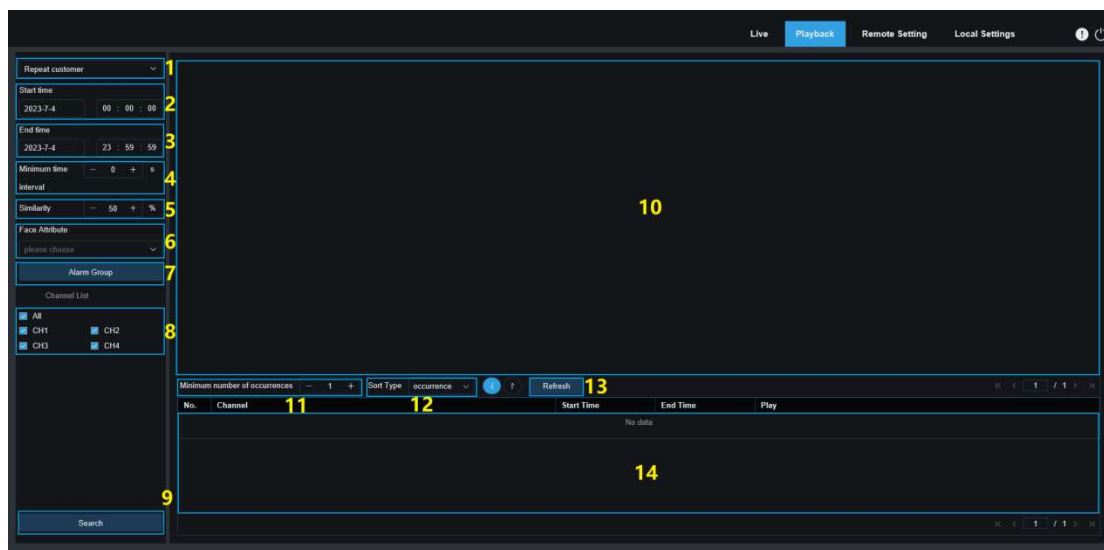 Live Playback Remote Setting Local Settings !
Repeat customer 1
Start time
2023-7-4 00 : 00 : 00 2
End time
2023-7-4 23 : 59 : 59 3
Minimum time − 0 + s
interval 4
Similarity − 50 + % 5
Face Attribute
please choose 6
Alarm Group 7
Channel List
All
CH1 CH2 8
CH3 CH4
9
Search
10
Minimum number of occurrences − 1 + Sort Type occurrence Refresh 13 1 / 1
11 12
No. Channel Start Time End Time Play
No data
14
1 / 1